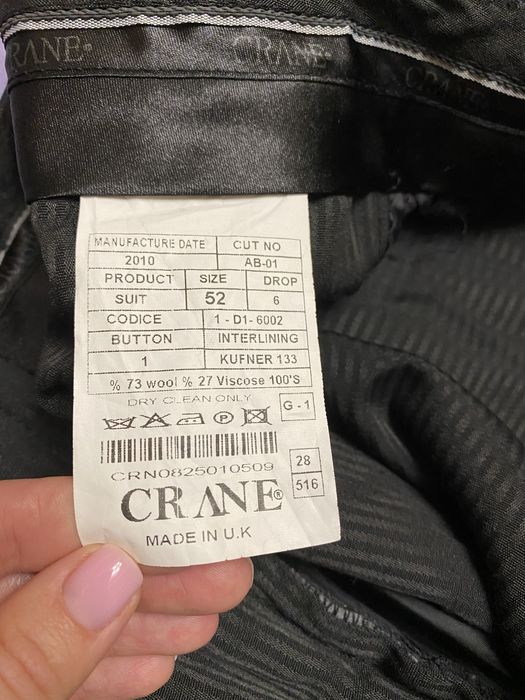 RANE®
CRANE®
CRANE
MANUFACTURE DATE CUT NO
2010 AB-01
PRODUCT SIZE DROP
SUIT 52 6
CODICE 1 - D1- 6002
BUTTON INTERLINING
1 KUFNER 133
% 73 wool % 27 Viscose 100'S
DRY CLEAN ONLY
G - 1
P
CRN0825010509
28
516
CRANE®
MADE IN U.K